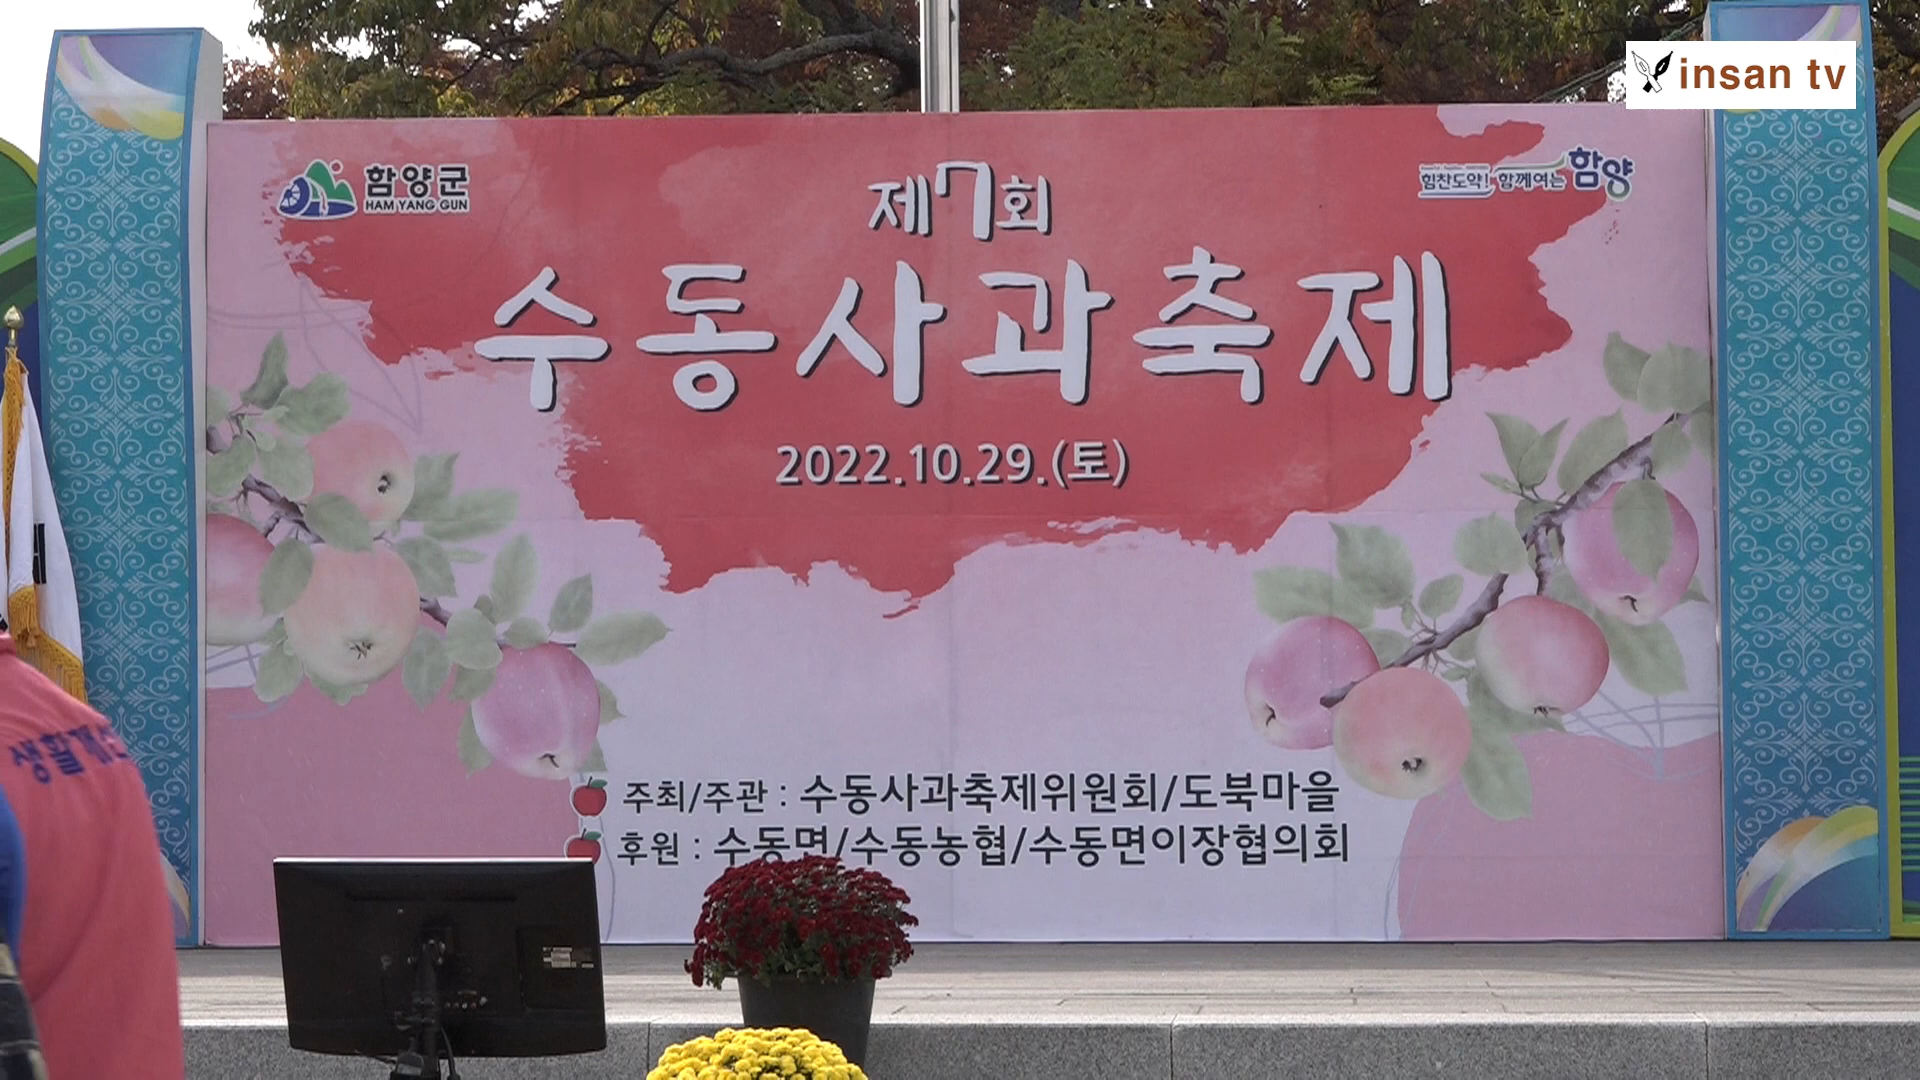 insan tv
함양군
HAM YANG GUN
힘찬도약! 함께여는 함양
제7회
수동사과축제
2022.10.29.(토)
주최/주관 : 수동사과축제위원회/도북마을
후원 : 수동면/수동농협/수동면이장협의회